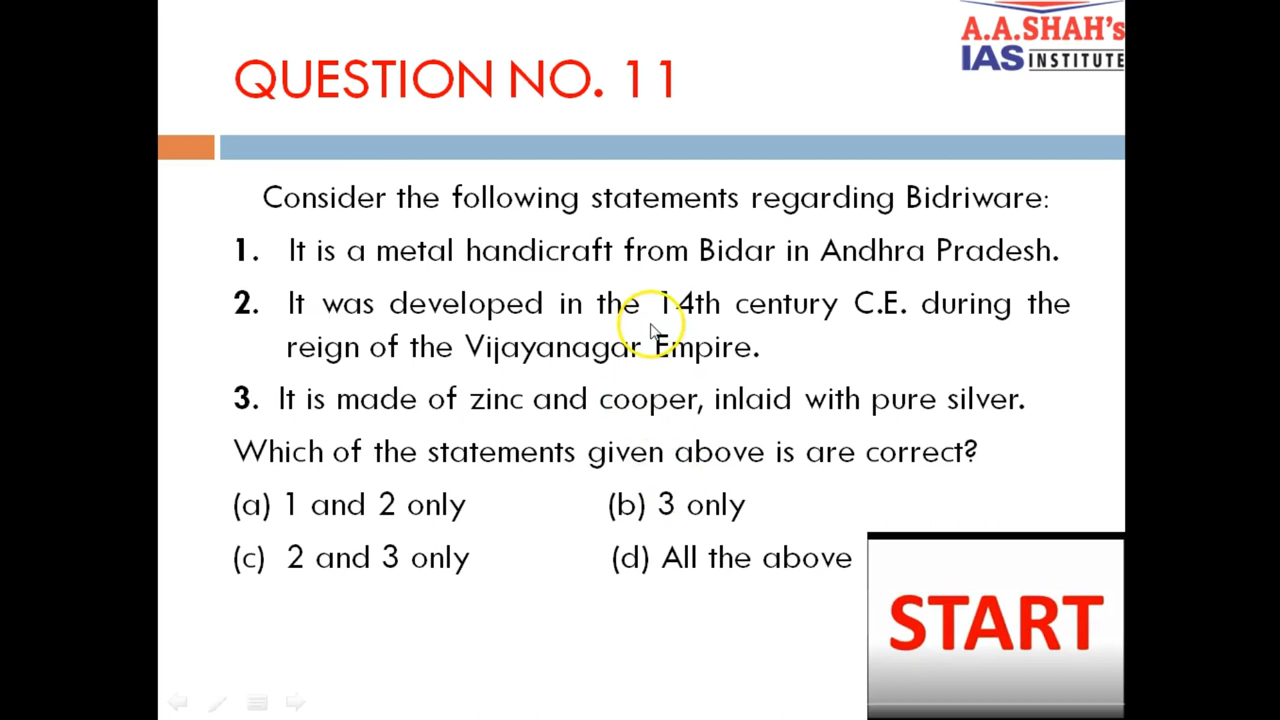 A.A.SHAH's
IAS INSTITUTE
QUESTION NO. 11
Consider the following statements regarding Bidriware:
1. It is a metal handicraft from Bidar in Andhra Pradesh.
2. It was developed in the 14th century C.E. during the
reign of the Vijayanagar Empire.
3. It is made of zinc and cooper, inlaid with pure silver.
Which of the statements given above is are correct?
(a) 1 and 2 only (b) 3 only
(c) 2 and 3 only (d) All the above
START